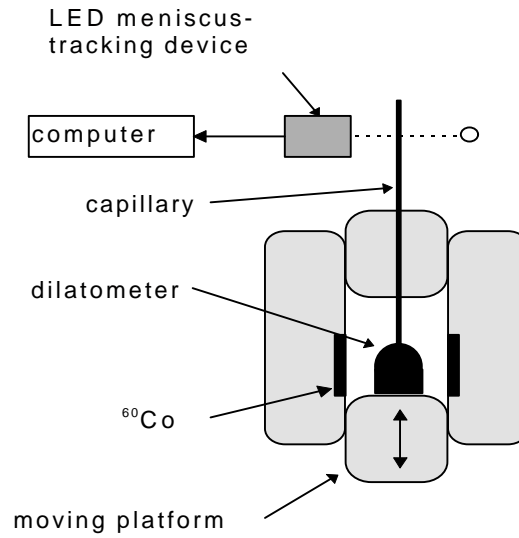 LED meniscus-
tracking device
computer
capillary
dilatometer
⁶⁰Co
moving platform